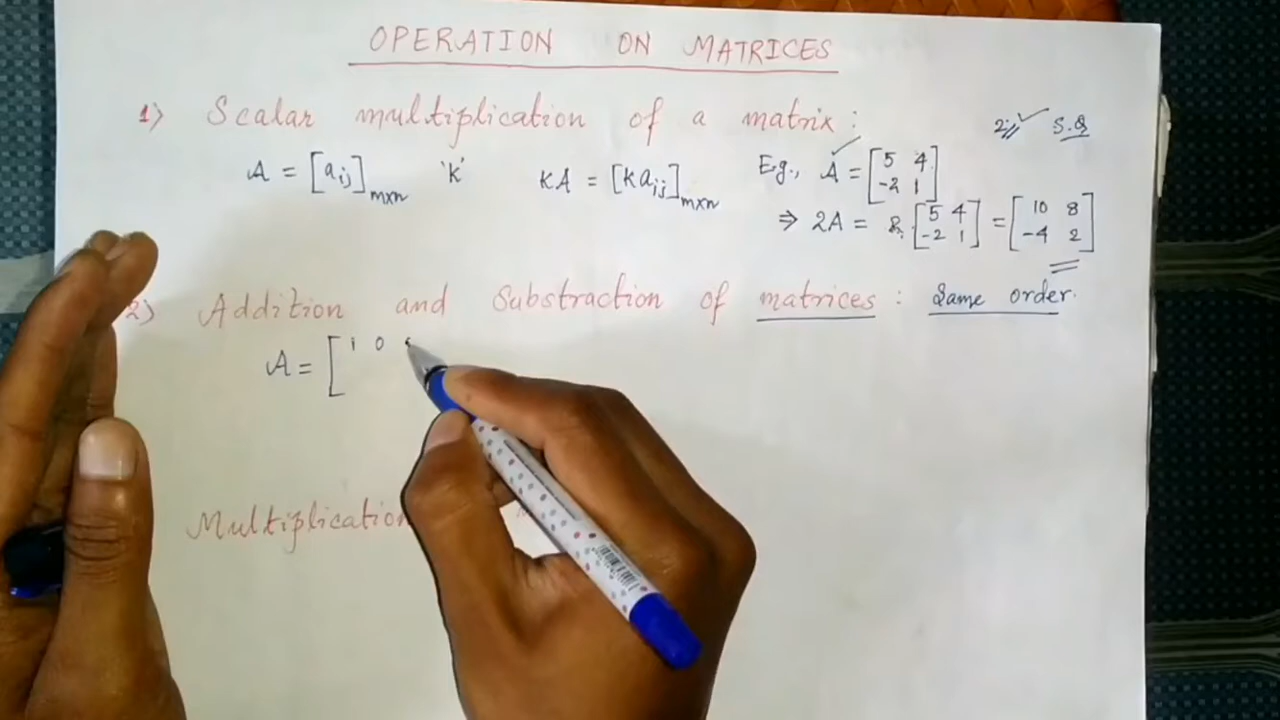 OPERATION ON MATRICES
1) Scalar multiplication of a matrix :
2 S.Q
A = [aij]m×n 'K' KA = [kaij]m×n Eg., A = [5 4
-2 1]
⇒ 2A = 2. [5 4
-2 1] = [10 8
-4 2]
2) Addition and Substraction of matrices : Same order.
A = [1 0
Multiplication